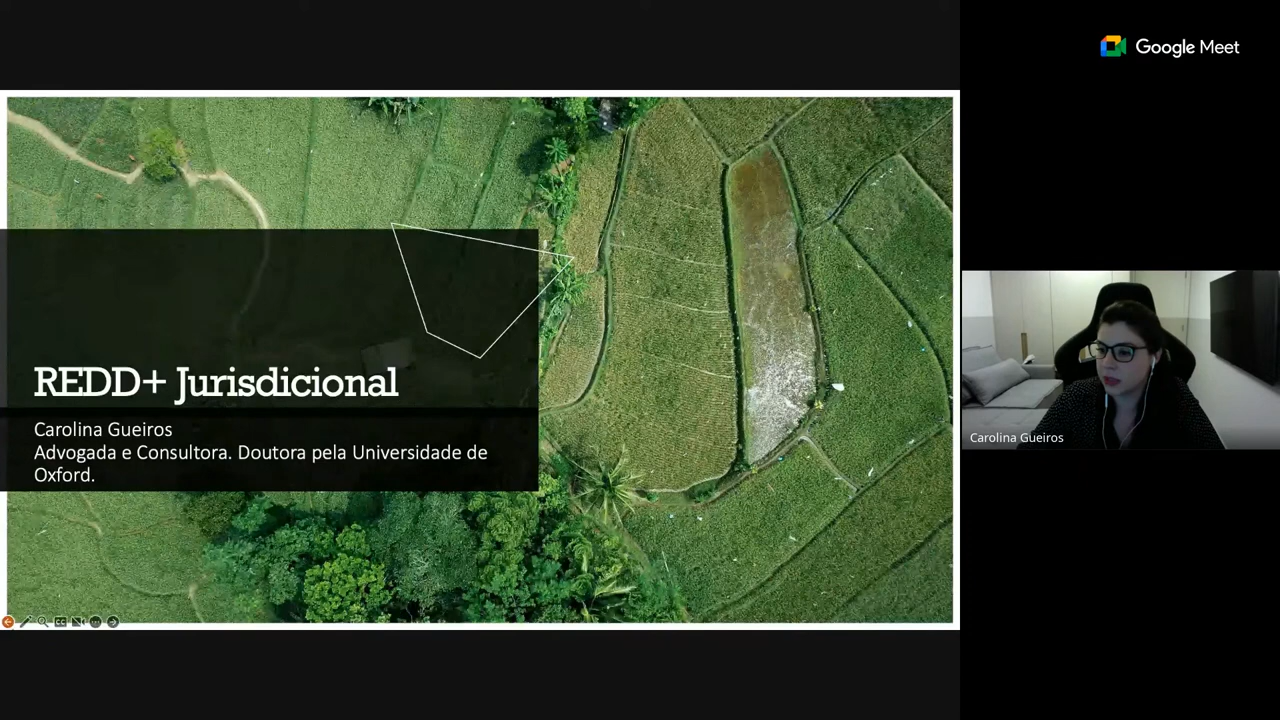 Google Meet
REDD+ Jurisdicional
Carolina Gueiros
Advogada e Consultora. Doutora pela Universidade de
Oxford.
Carolina Gueiros